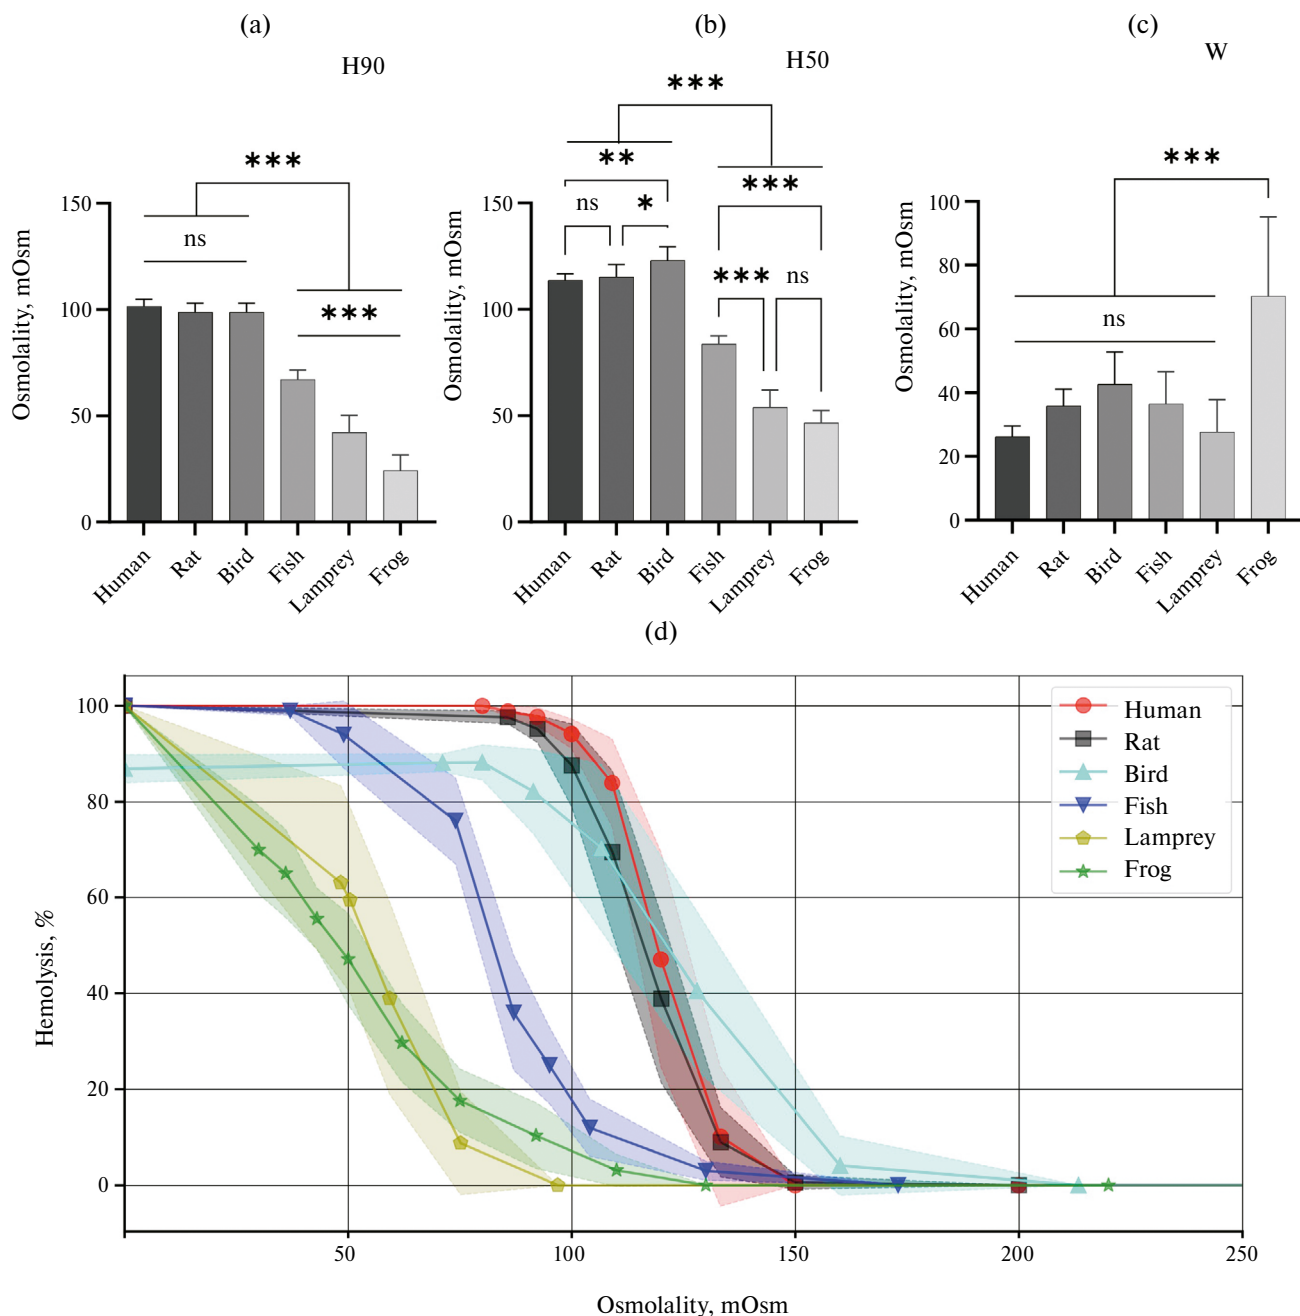 (a)
H90
***
ns
***
150
100
50
0
Osmolality, mOsm
Human
Rat
Bird
Fish
Lamprey
Frog
(b)
H50
***
**
ns
*
***
***
ns
150
100
50
0
Osmolality, mOsm
Human
Rat
Bird
Fish
Lamprey
Frog
(c)
W
***
ns
100
80
60
40
20
0
Osmolality, mOsm
Human
Rat
Bird
Fish
Lamprey
Frog
(d)
100
80
60
40
20
0
Hemolysis, %
Human
Rat
Bird
Fish
Lamprey
Frog
50
100
150
200
250
Osmolality, mOsm